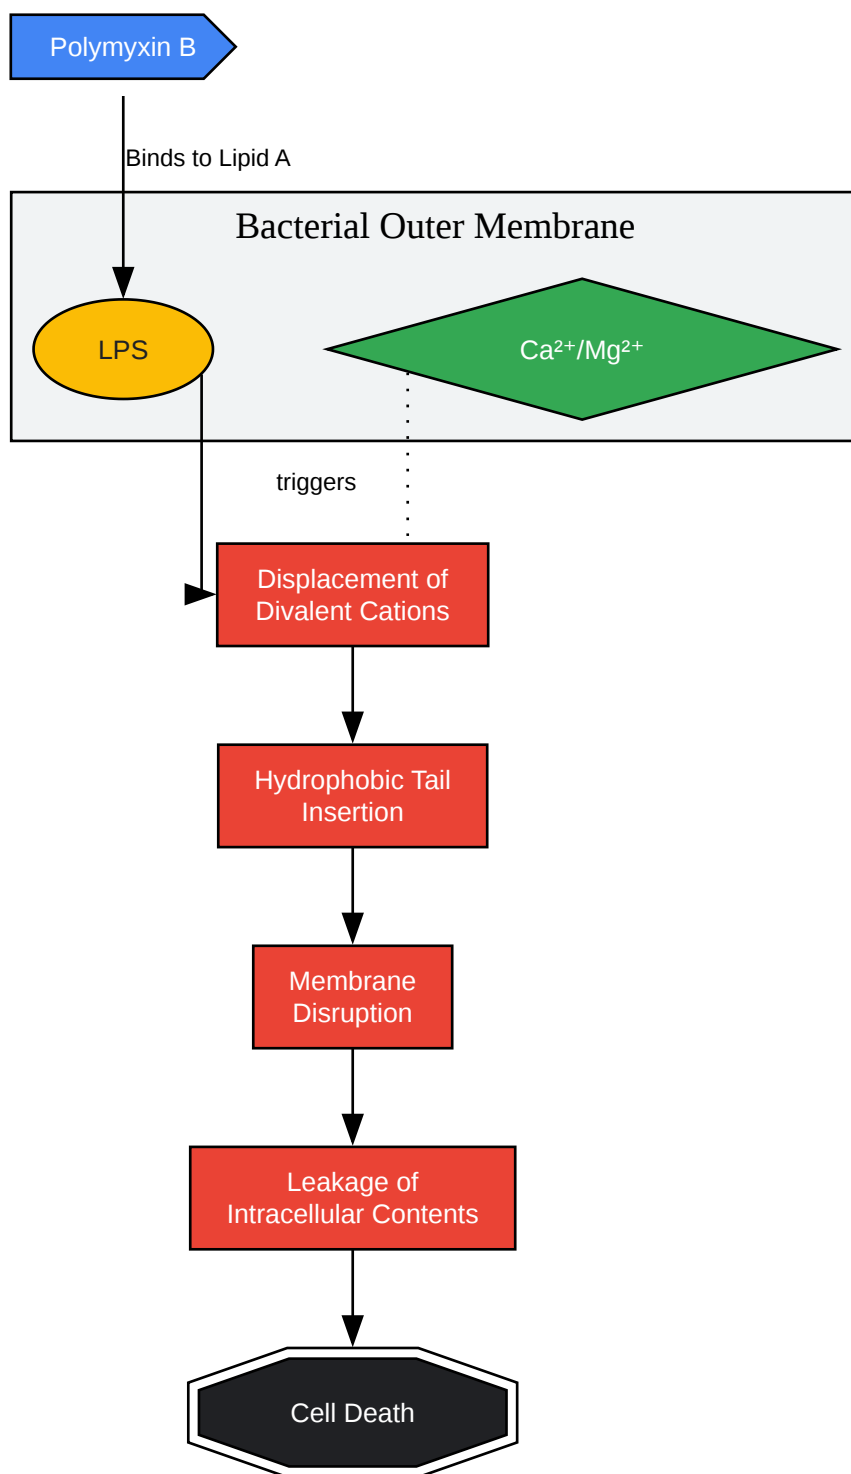 Polymyxin B
Binds to Lipid A
Bacterial Outer Membrane
LPS
Ca²⁺/Mg²⁺
triggers
Displacement of
Divalent Cations
Hydrophobic Tail
Insertion
Membrane
Disruption
Leakage of
Intracellular Contents
Cell Death